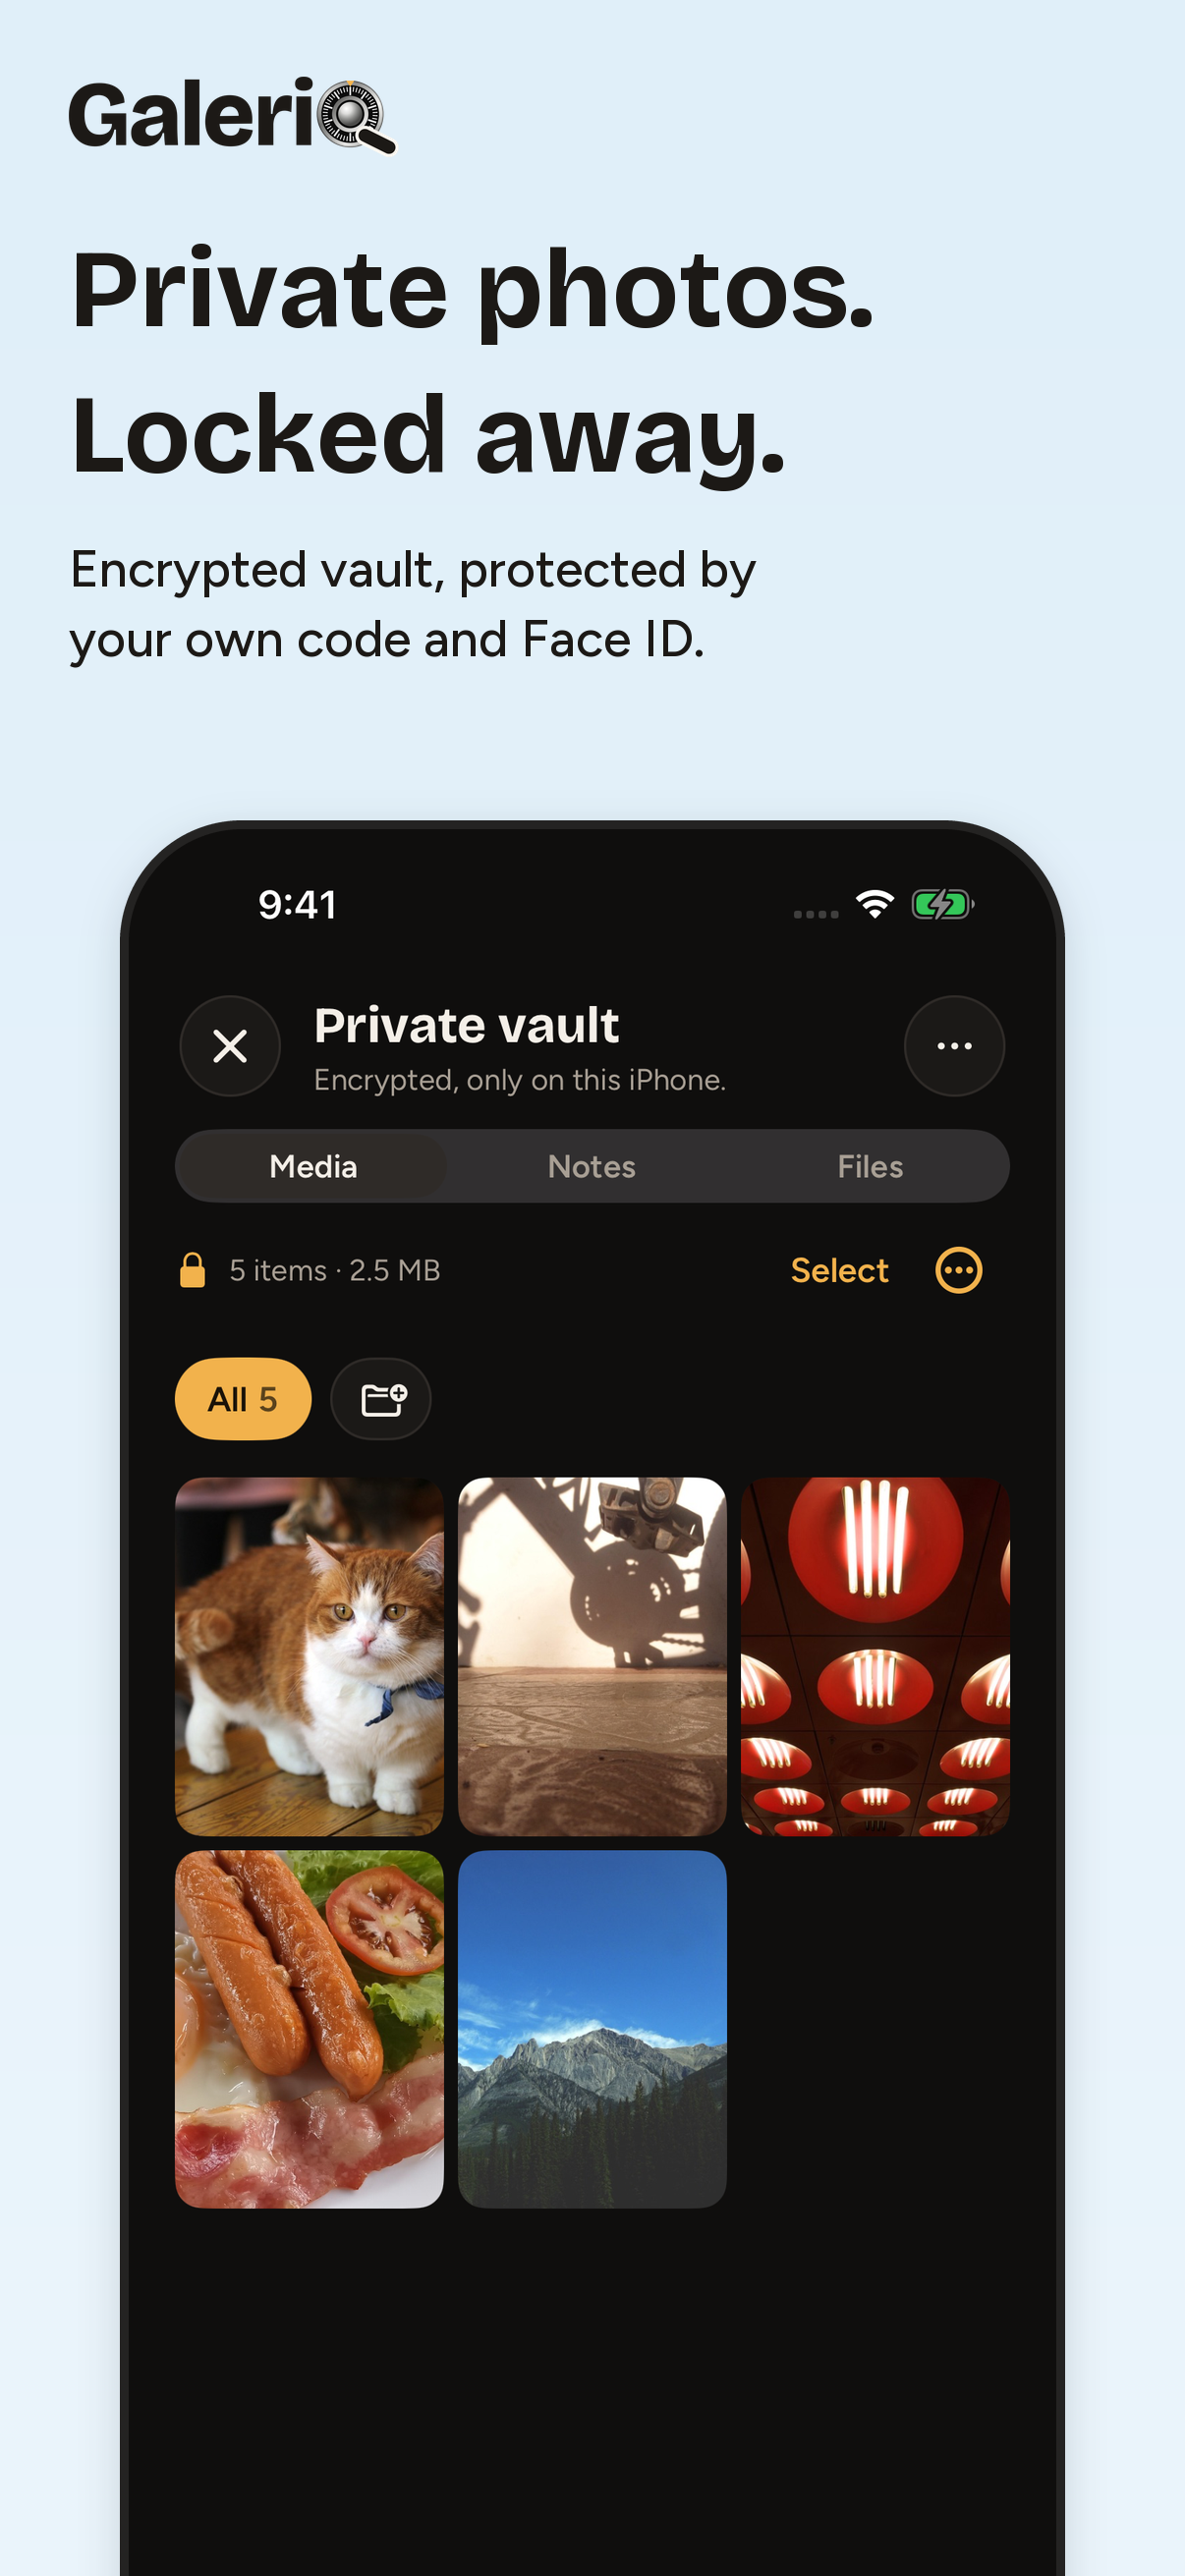 GaleriQ
Private photos.
Locked away.
Encrypted vault, protected by
your own code and Face ID.
9:41
Private vault
Encrypted, only on this iPhone.
Media Notes Files
5 items · 2.5 MB Select
All 5